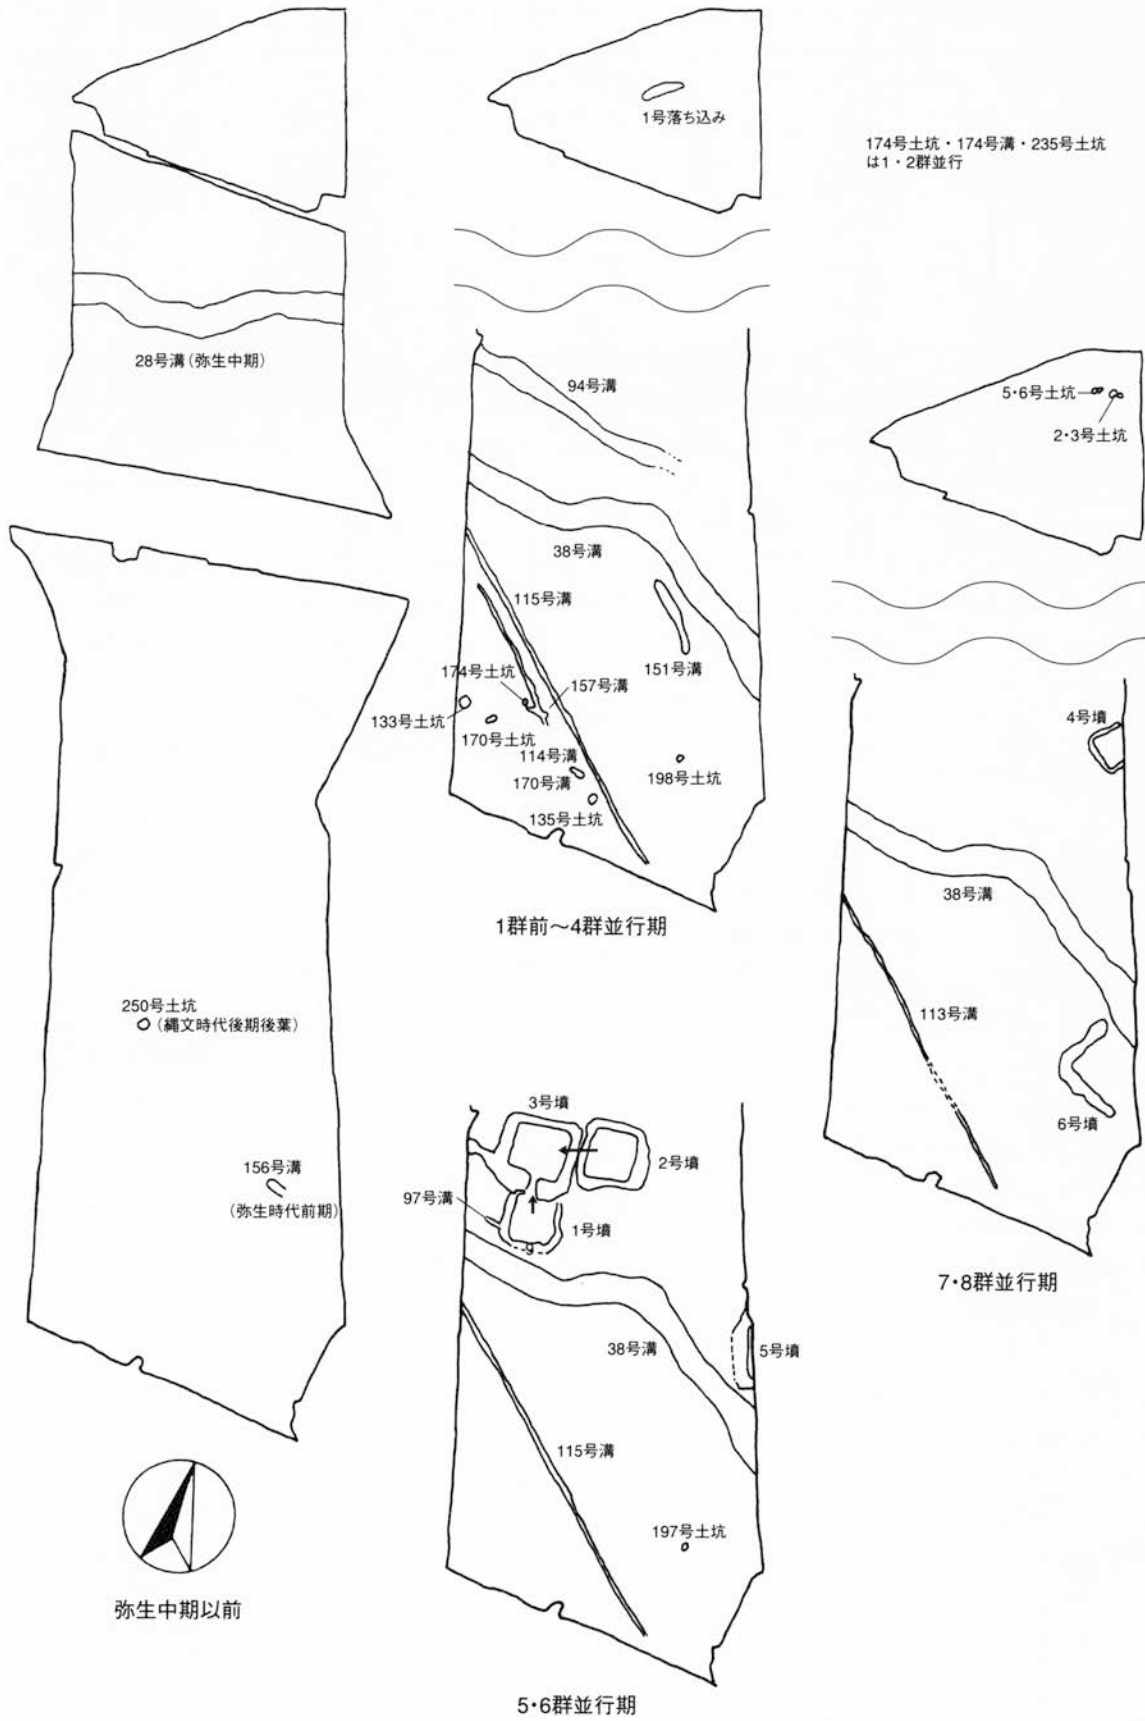 28号溝(弥生中期)
250号土坑
(縄文時代後期後葉)
156号溝
(弥生時代前期)
弥生中期以前
1号落ち込み
94号溝
38号溝
115号溝
151号溝
174号土坑
157号溝
133号土坑
170号土坑
114号溝
170号溝
198号土坑
135号土坑
1群前～4群並行期
174号土坑・174号溝・235号土坑
は1・2群並行
5・6号土坑
2・3号土坑
4号墳
38号溝
113号溝
6号墳
7・8群並行期
3号墳
2号墳
97号溝
1号墳
38号溝
5号墳
115号溝
197号土坑
5・6群並行期